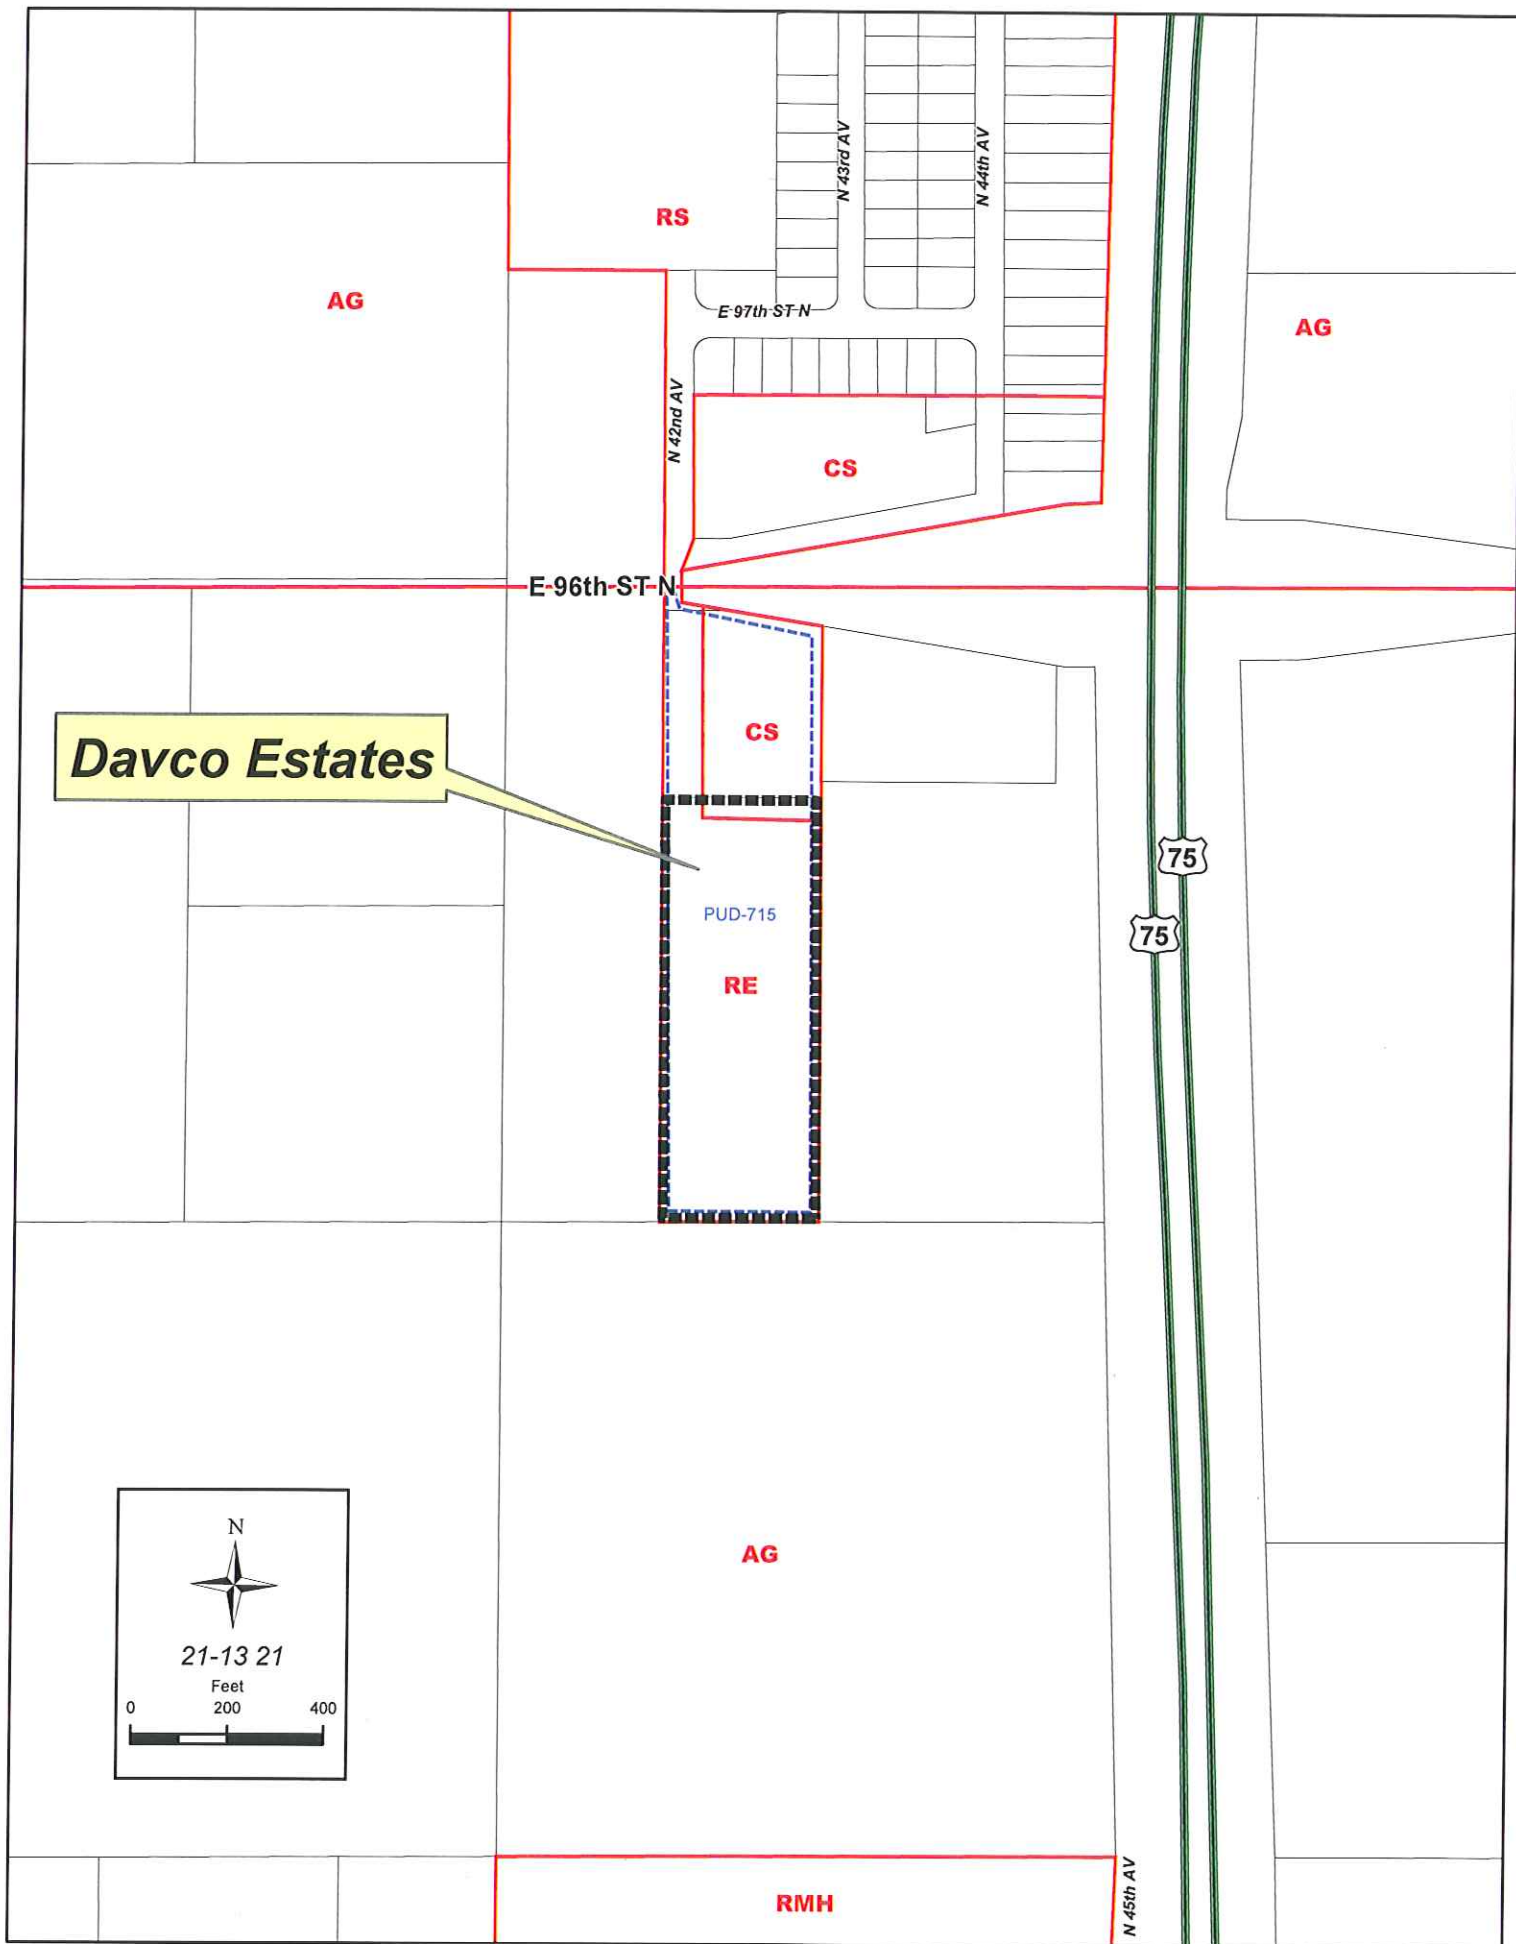 N 43rd AV
N 44th AV
RS
AG
E 97th ST N
AG
N 42nd AV
CS
E 96th ST N
CS
Davco Estates
75
PUD-715
75
RE
N
AG
21-13 21
Feet
0 200 400
RMH
N 45th AV